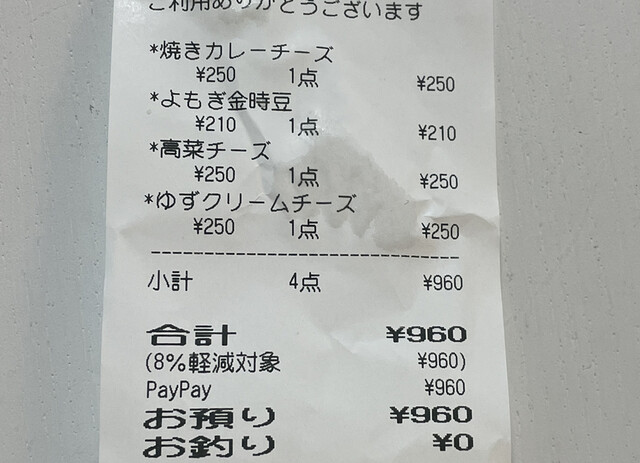 ご利用ありがとうございます
*焼きカレーチーズ
¥250 1点 ¥250
*よもぎ金時豆
¥210 1点 ¥210
*高菜チーズ
¥250 1点 ¥250
*ゆずクリームチーズ
¥250 1点 ¥250
小計 4点 ¥960
合計 ¥960
(8%軽減対象 ¥960)
PayPay ¥960
お預り ¥960
お釣り ¥0